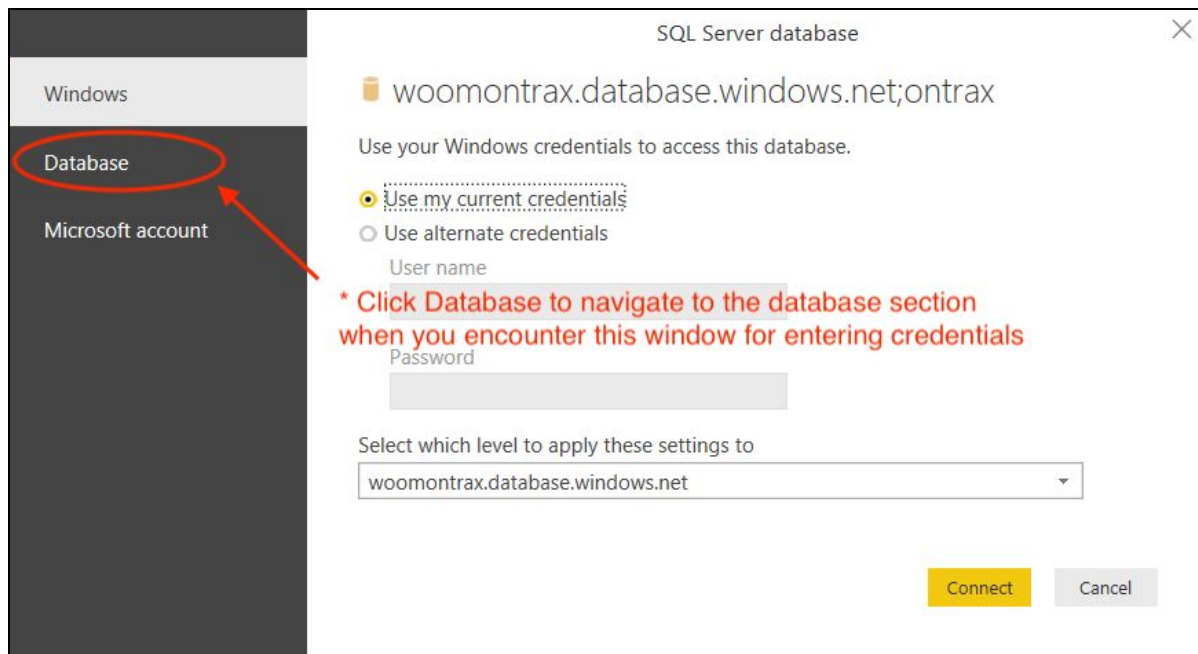 SQL Server database
Windows
Database
Microsoft account
woomontrax.database.windows.net;ontrax
Use your Windows credentials to access this database.
Use my current credentials
Use alternate credentials
User name
* Click Database to navigate to the database section
when you encounter this window for entering credentials
Password
Select which level to apply these settings to
woomontrax.database.windows.net
Connect
Cancel